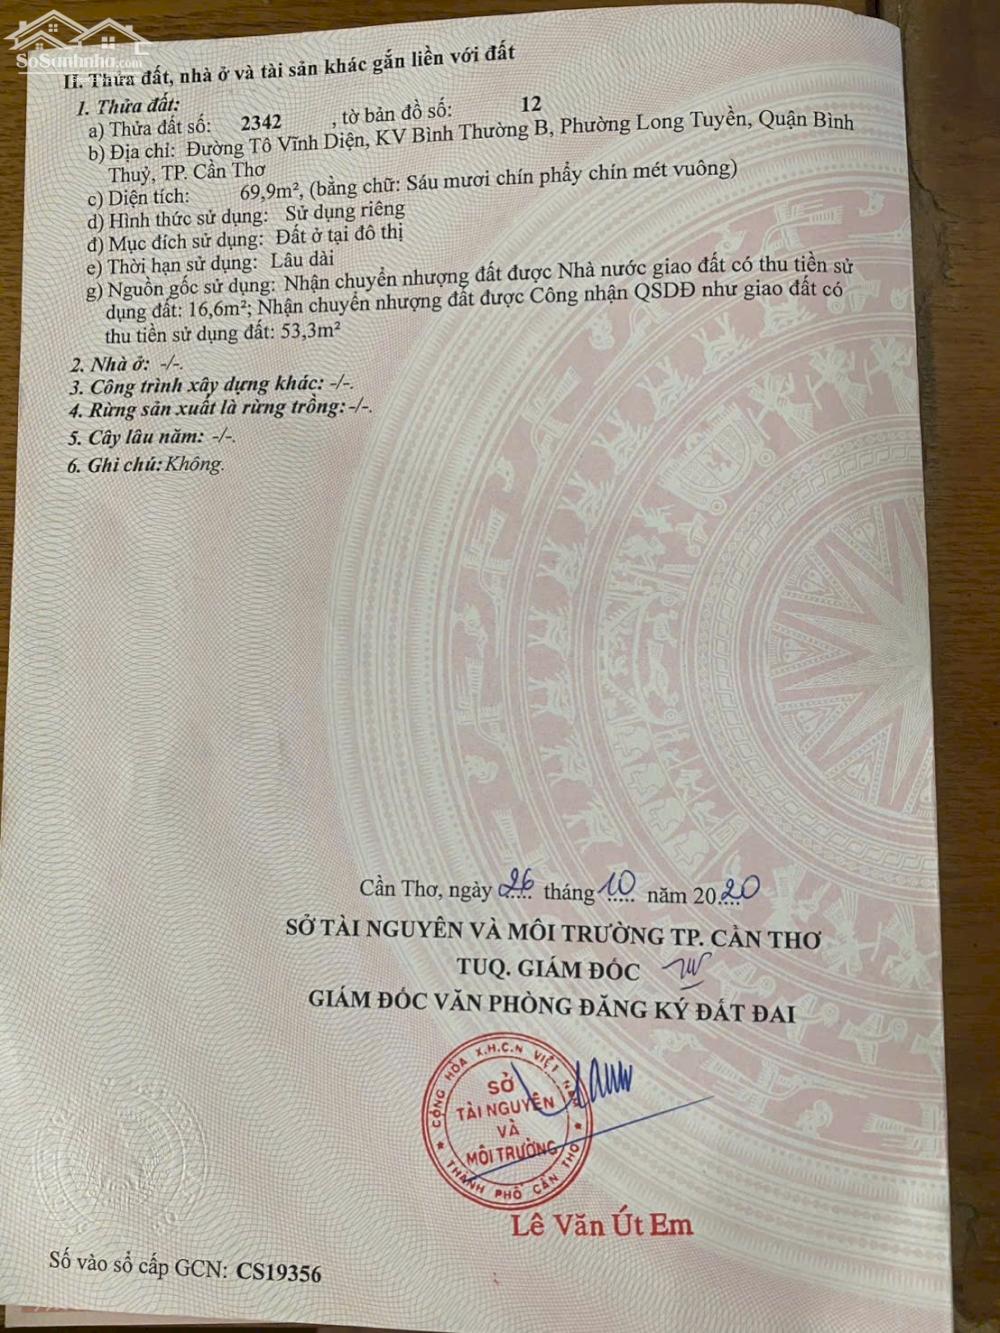 SoSanhnha.com
II. Thửa đất, nhà ở và tài sản khác gắn liền với đất
1. Thửa đất:
a) Thửa đất số: 2342 , tờ bản đồ số: 12
b) Địa chỉ: Đường Tô Vĩnh Diện, KV Bình Thường B, Phường Long Tuyền, Quận Bình
Thuỷ, TP. Cần Thơ
c) Diện tích: 69,9m², (bằng chữ: Sáu mươi chín phẩy chín mét vuông)
d) Hình thức sử dụng: Sử dụng riêng
đ) Mục đích sử dụng: Đất ở tại đô thị
e) Thời hạn sử dụng: Lâu dài
g) Nguồn gốc sử dụng: Nhận chuyển nhượng đất được Nhà nước giao đất có thu tiền sử
dụng đất: 16,6m²; Nhận chuyển nhượng đất được Công nhận QSDĐ như giao đất có
thu tiền sử dụng đất: 53,3m²
2. Nhà ở: -/-.
3. Công trình xây dựng khác: -/-.
4. Rừng sản xuất là rừng trồng: -/-.
5. Cây lâu năm: -/-.
6. Ghi chú: Không.
Cần Thơ, ngày 26 tháng 10 năm 2020
SỞ TÀI NGUYÊN VÀ MÔI TRƯỜNG TP. CẦN THƠ
TUQ. GIÁM ĐỐC
GIÁM ĐỐC VĂN PHÒNG ĐĂNG KÝ ĐẤT ĐAI
CỘNG HÒA X.H.C.N VIỆT NAM
SỞ
TÀI NGUYÊN
VÀ
MÔI TRƯỜNG
THÀNH PHỐ CẦN THƠ
Lê Văn Út Em
Số vào sổ cấp GCN: CS19356